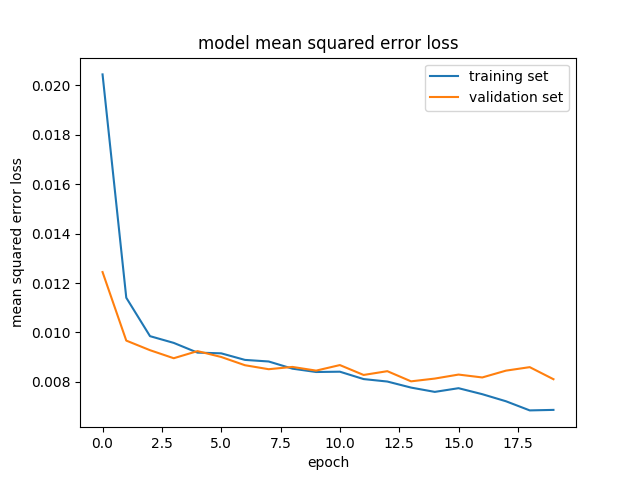 model mean squared error loss
training set
validation set
0.020
0.018
0.016
0.014
0.012
0.010
0.008
mean squared error loss
0.0 2.5 5.0 7.5 10.0 12.5 15.0 17.5
epoch